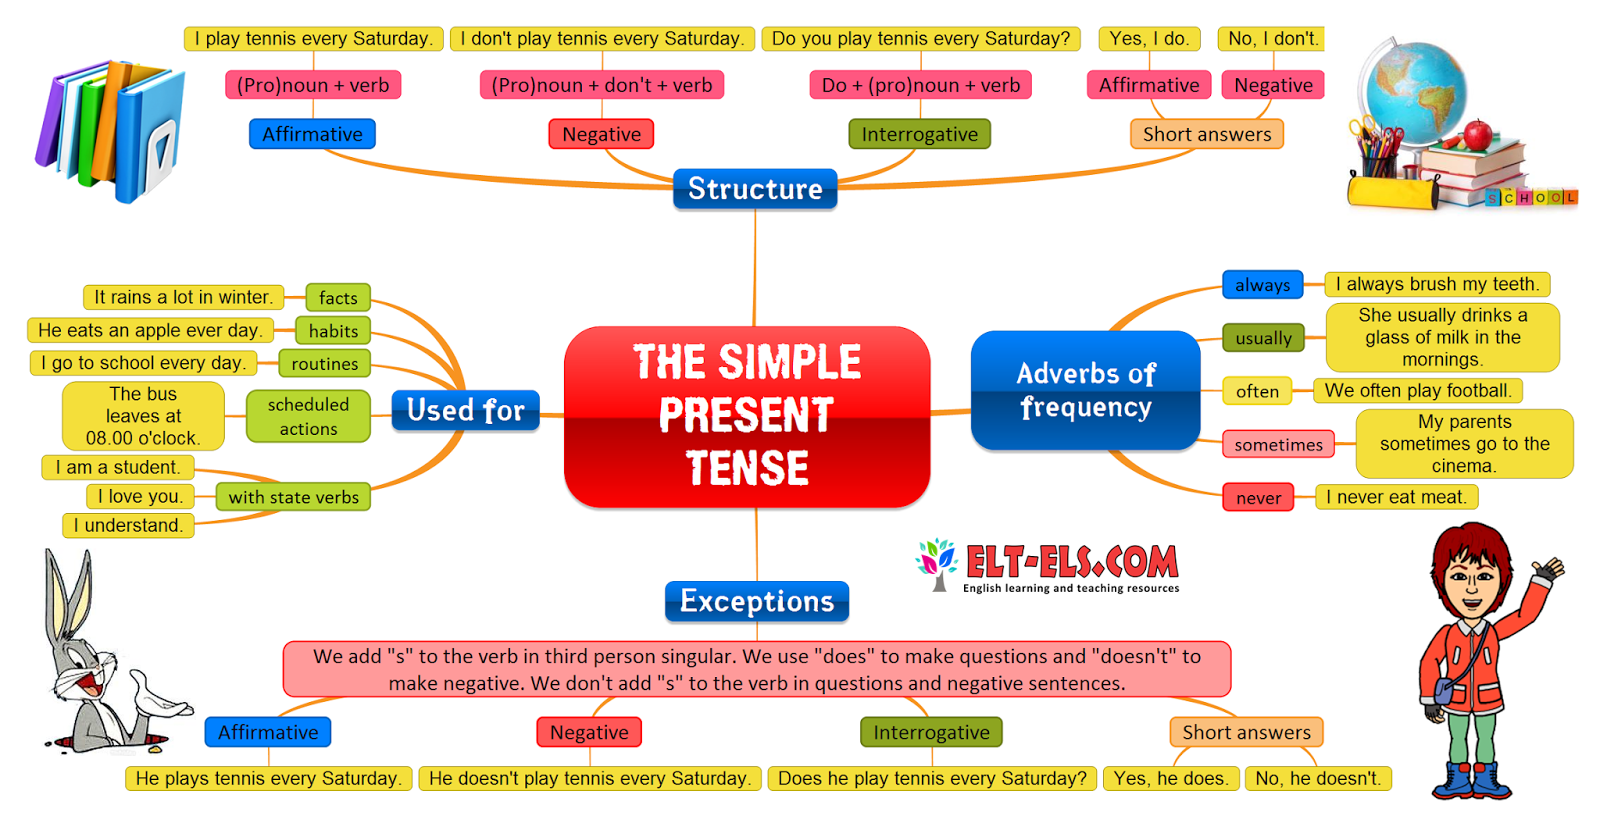 I play tennis every Saturday.
I don't play tennis every Saturday.
Do you play tennis every Saturday?
Yes, I do.
No, I don't.
(Pro)noun + verb
(Pro)noun + don't + verb
Do + (pro)noun + verb
Affirmative
Negative
Affirmative
Negative
Interrogative
Short answers
Structure
SCHOOL
It rains a lot in winter.
facts
He eats an apple ever day.
habits
I go to school every day.
routines
The bus
leaves at
08.00 o'clock.
scheduled
actions
I am a student.
I love you.
I understand.
with state verbs
Used for
THE SIMPLE
PRESENT
TENSE
Adverbs of
frequency
always
I always brush my teeth.
usually
She usually drinks a
glass of milk in the
mornings.
often
We often play football.
sometimes
My parents
sometimes go to the
cinema.
never
I never eat meat.
ELT-ELS.COM
English learning and teaching resources
Exceptions
We add "s" to the verb in third person singular. We use "does" to make questions and "doesn't" to
make negative. We don't add "s" to the verb in questions and negative sentences.
Affirmative
Negative
Interrogative
Short answers
He plays tennis every Saturday.
He doesn't play tennis every Saturday.
Does he play tennis every Saturday?
Yes, he does.
No, he doesn't.